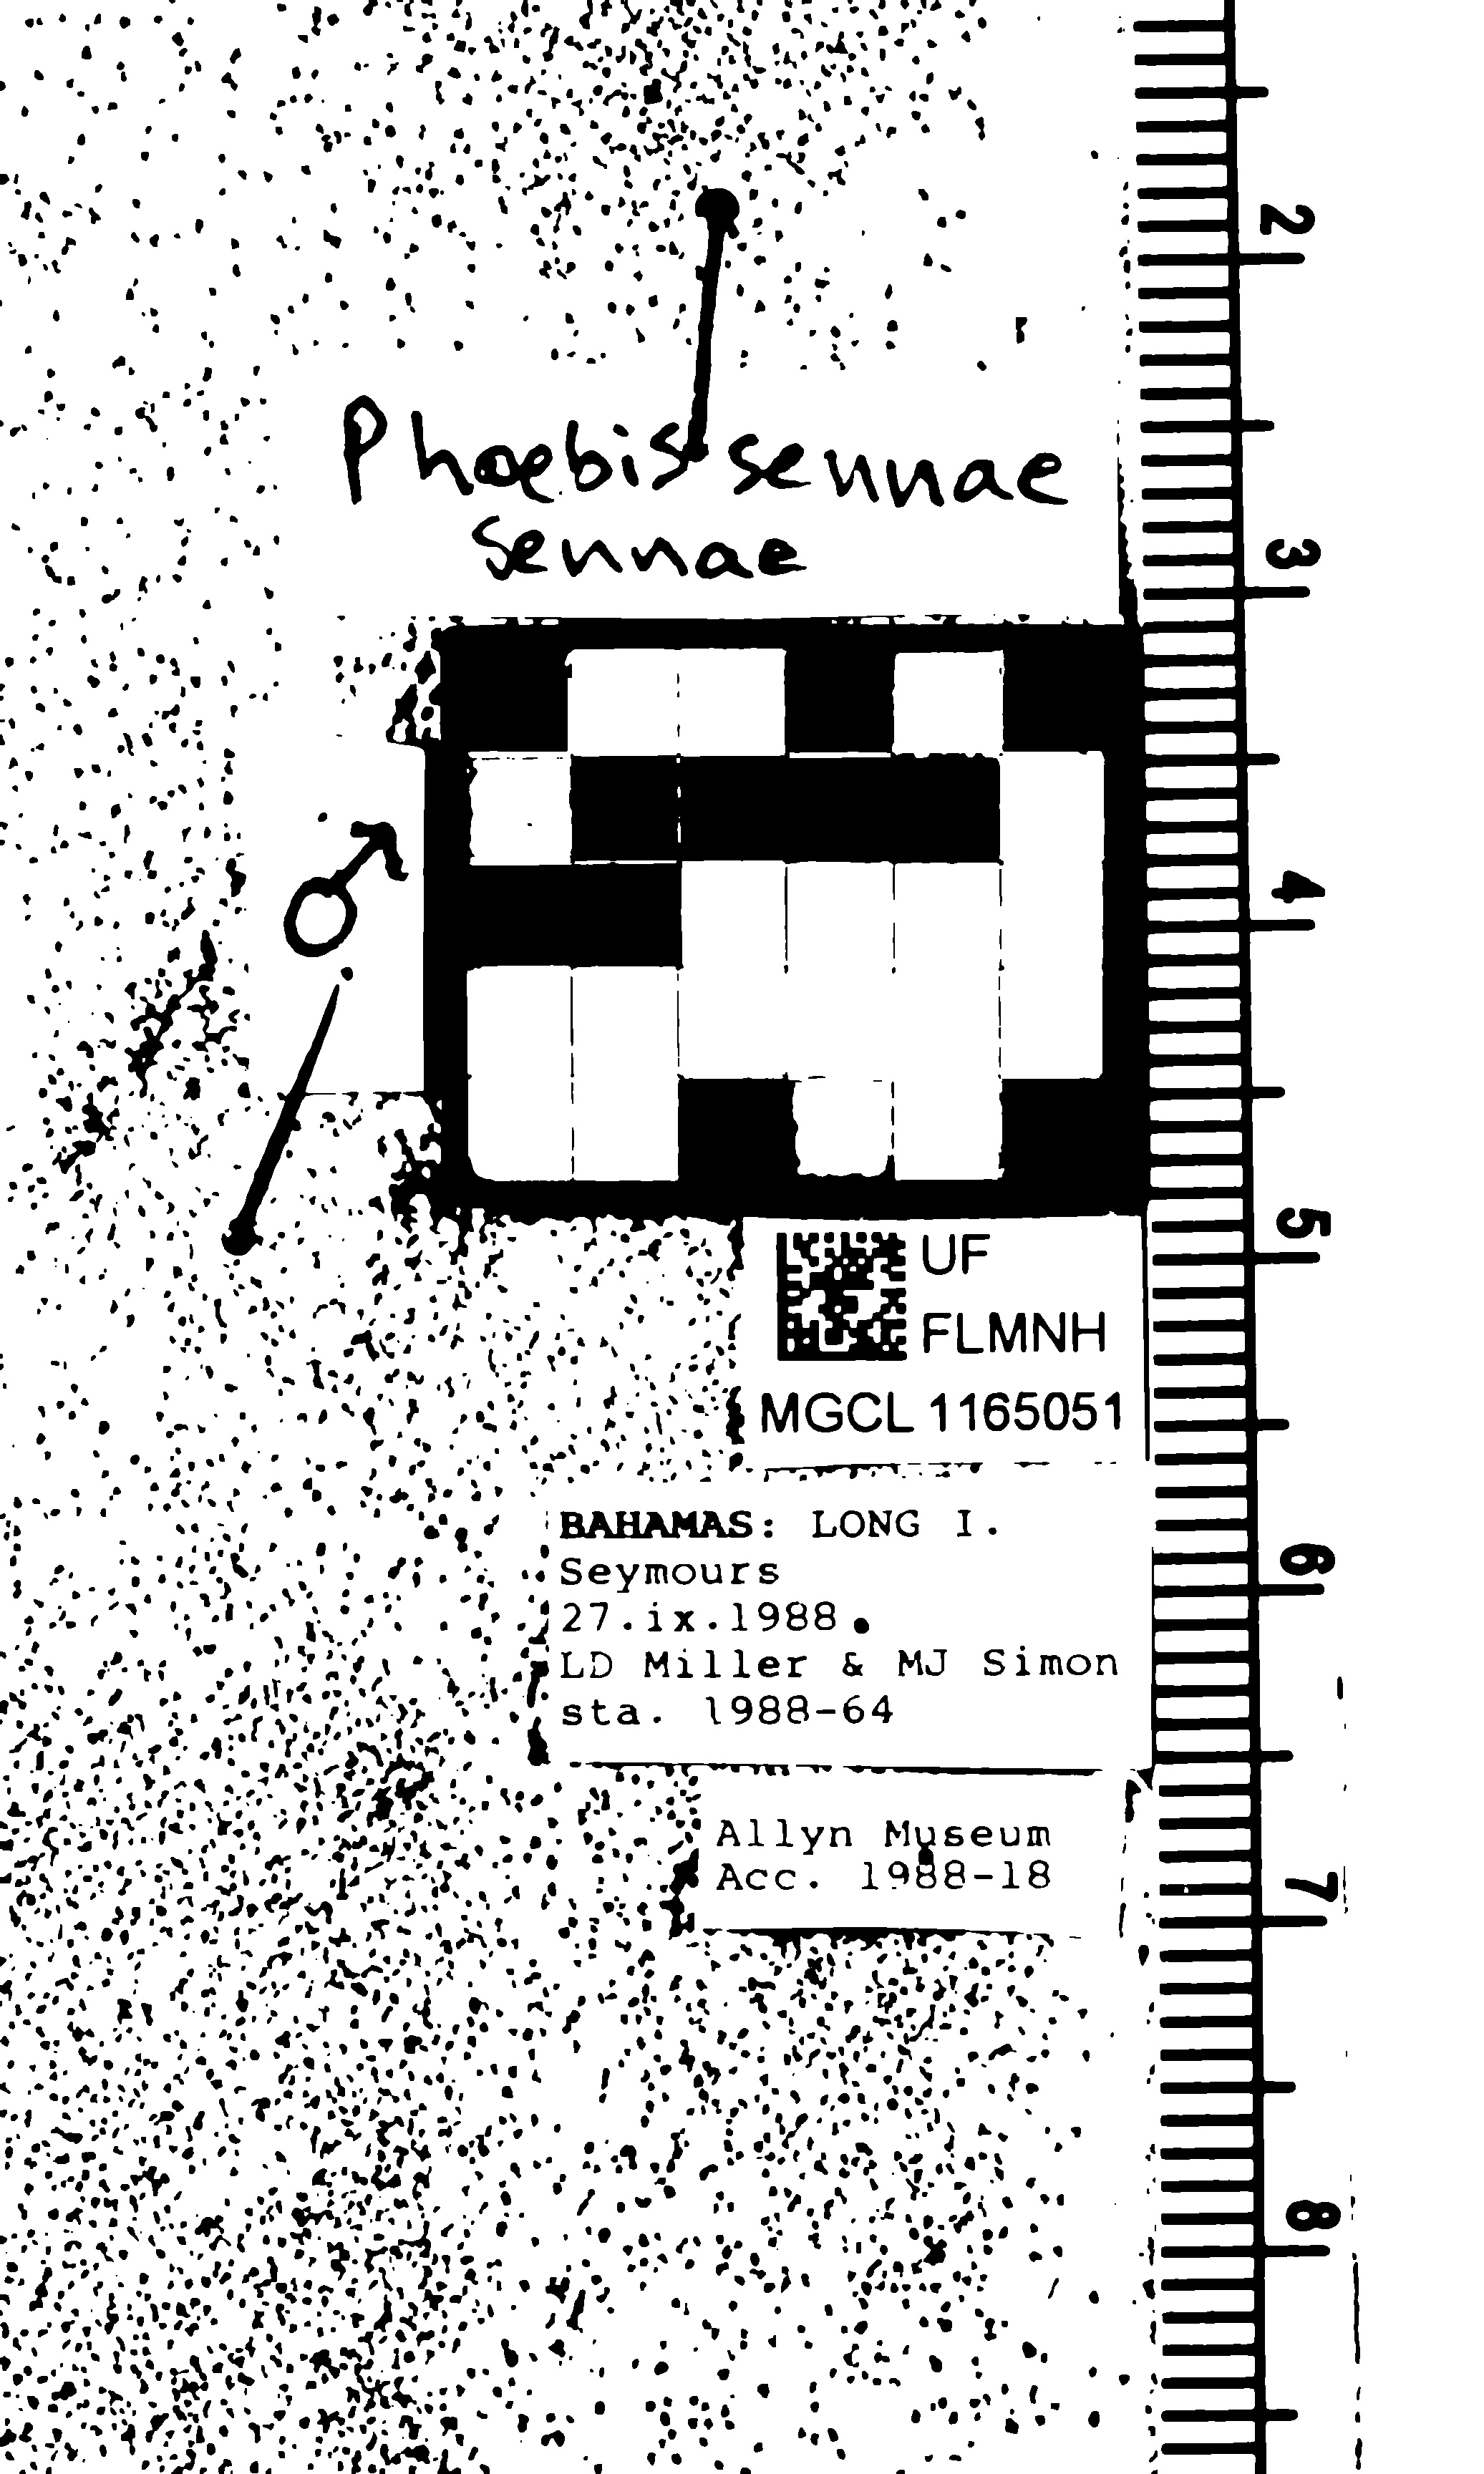 Phoebis sennae
sennae
♂
UF
FLMNH
MGCL 1165051
BAHAMAS: LONG I.
Seymours
27.ix.1988.
LD Miller & MJ Simon
sta. 1988-64
Allyn Museum
Acc. 1988-18
2
3
4
5
6
7
8